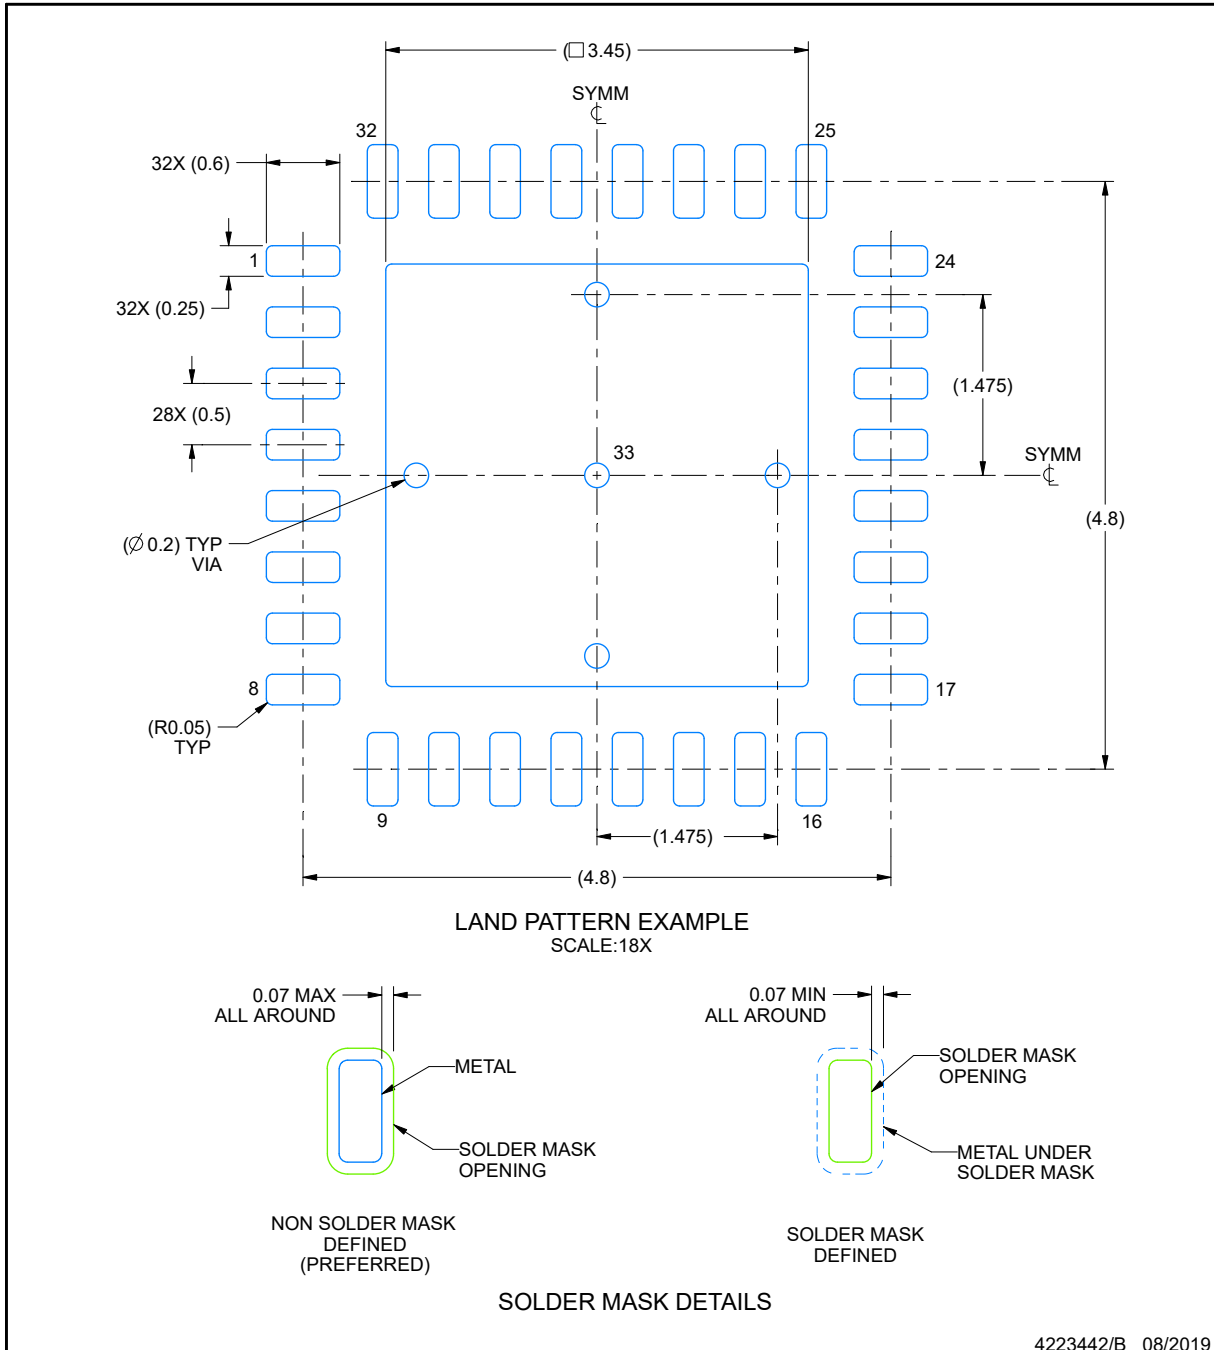 (□ 3.45)
SYMM
℄
32
25
32X (0.6)
1
24
32X (0.25)
28X (0.5)
(1.475)
33
SYMM
℄
(4.8)
(Ø 0.2) TYP
VIA
8
17
(R0.05)
TYP
9
16
(1.475)
(4.8)
LAND PATTERN EXAMPLE
SCALE:18X
0.07 MAX
ALL AROUND
METAL
SOLDER MASK
OPENING
NON SOLDER MASK
DEFINED
(PREFERRED)
0.07 MIN
ALL AROUND
SOLDER MASK
OPENING
METAL UNDER
SOLDER MASK
SOLDER MASK
DEFINED
SOLDER MASK DETAILS
4223442/B 08/2019